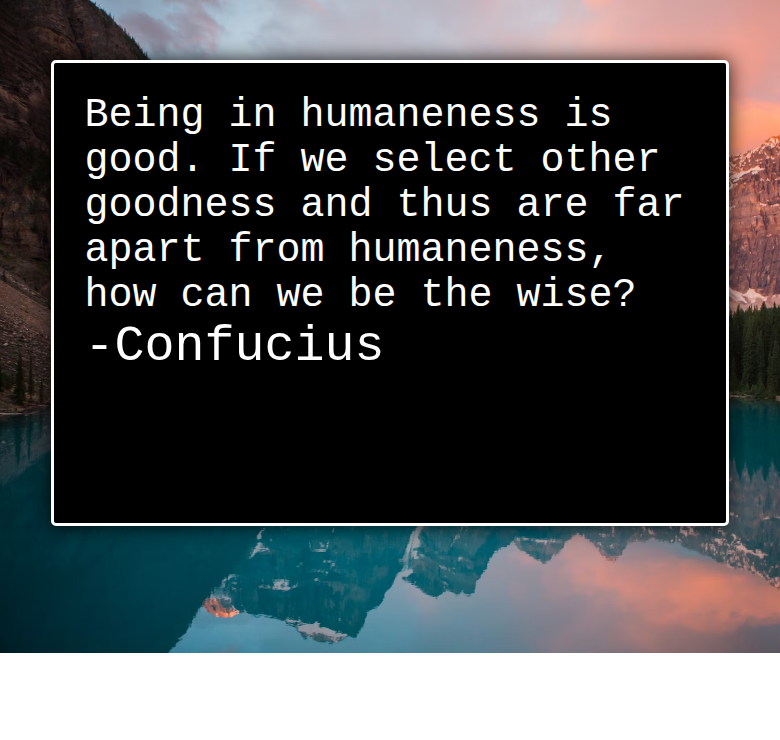 Being in humaneness is
good. If we select other
goodness and thus are far
apart from humaneness,
how can we be the wise?
-Confucius